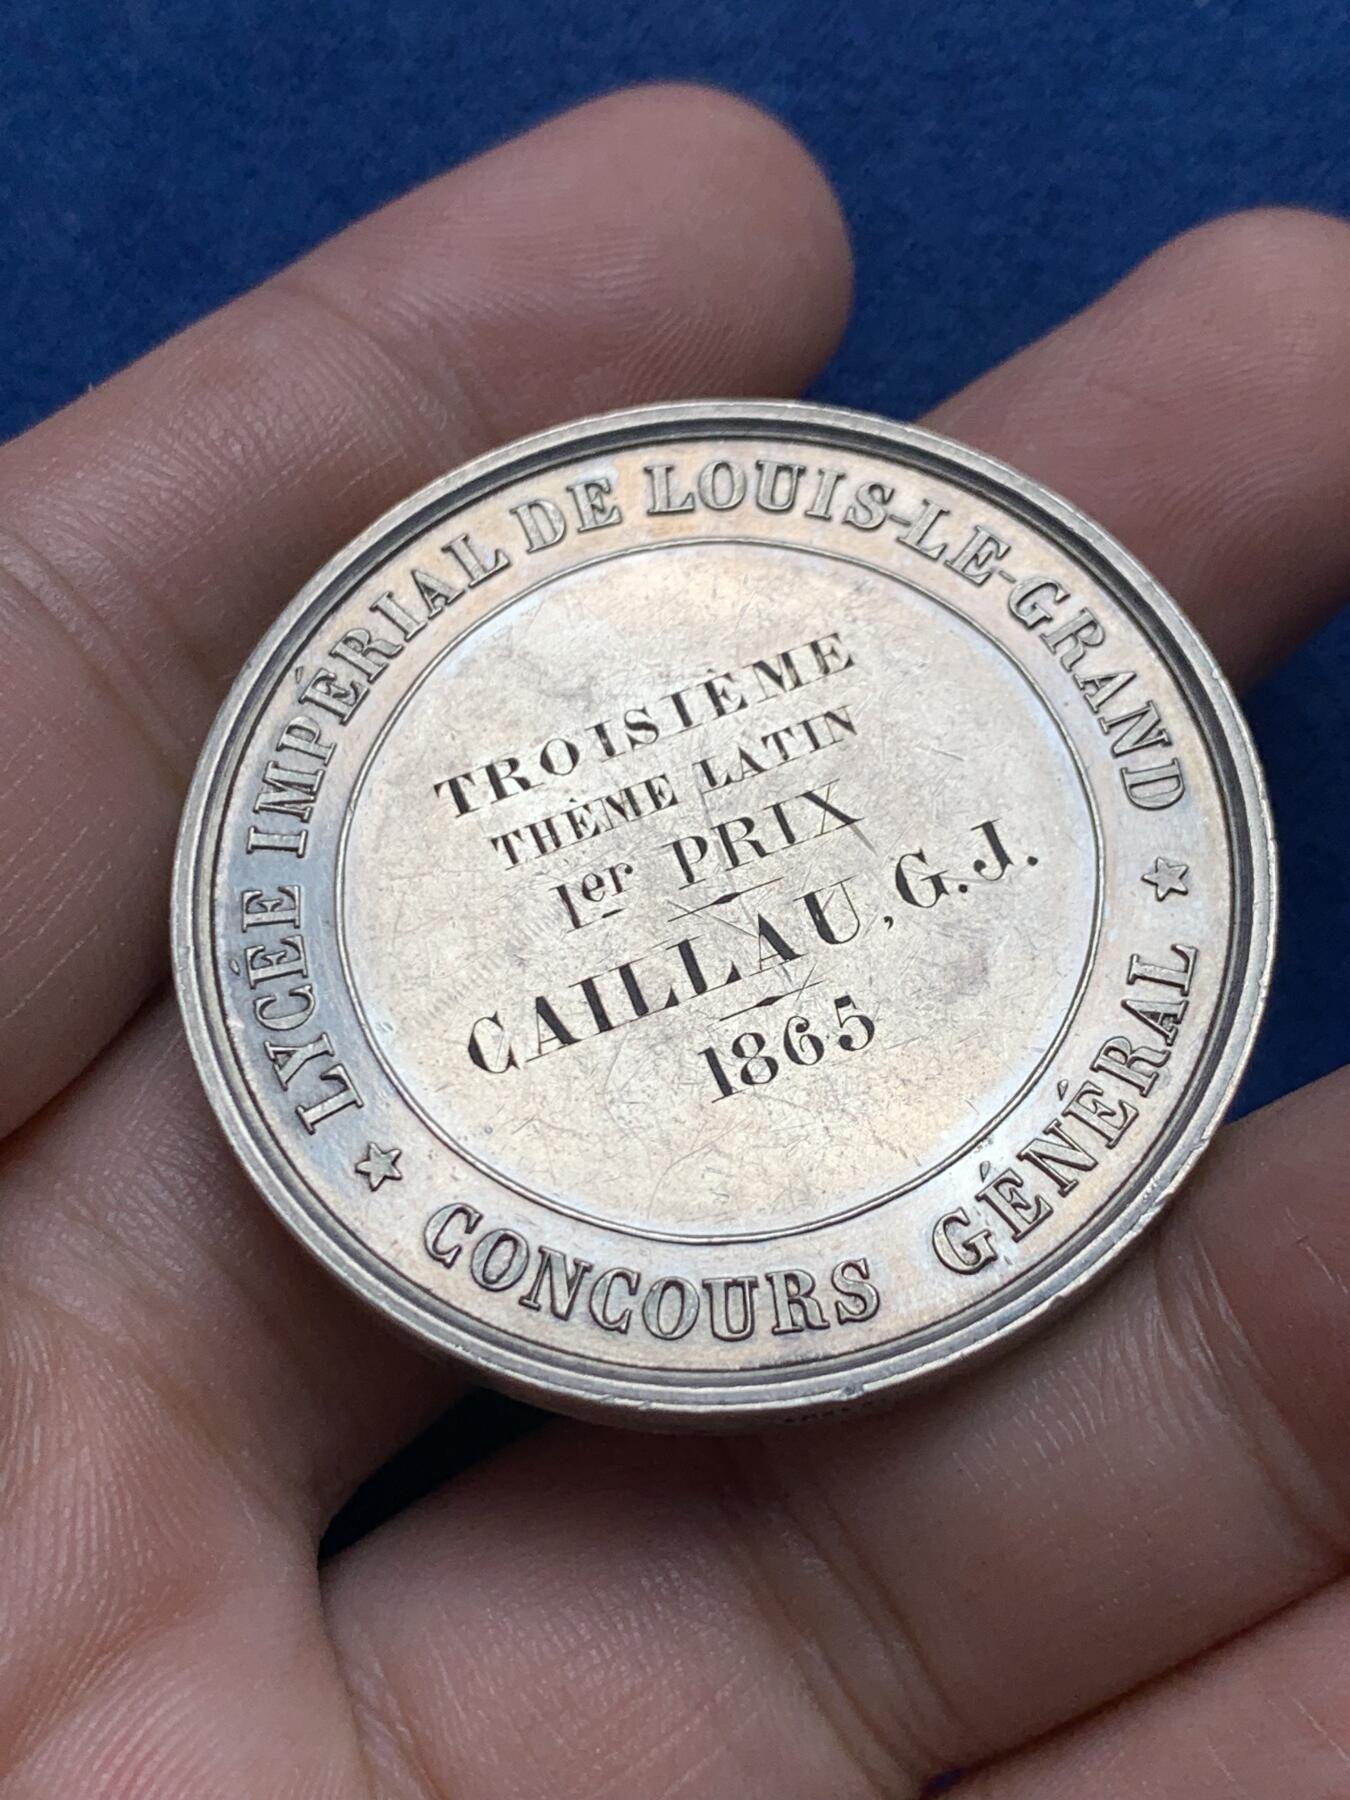 LYCÉE IMPÉRIAL DE LOUIS-LE-GRAND
TROISIÈME
THÈME LATIN
1er PRIX
CAILLAU, G.J.
1865
CONCOURS GÉNÉRAL